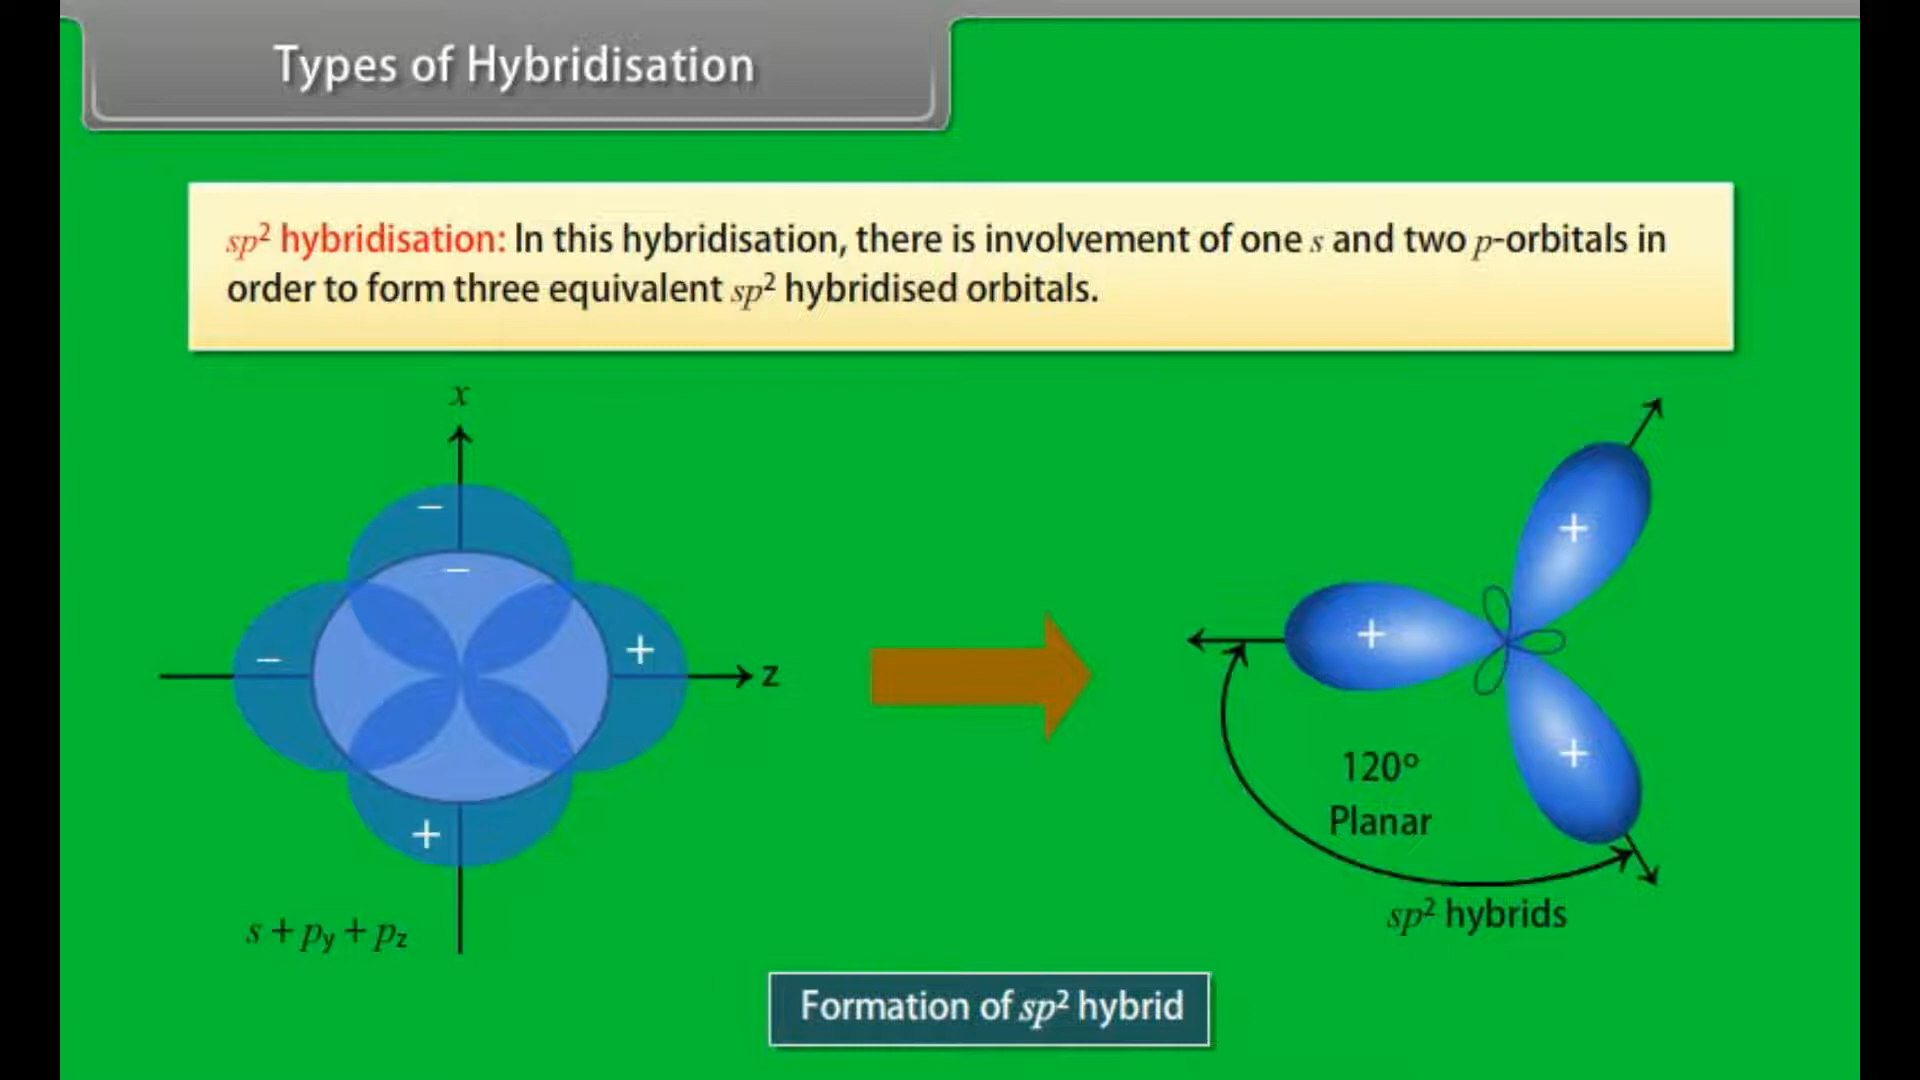 Types of Hybridisation
sp² hybridisation: In this hybridisation, there is involvement of one s and two p-orbitals in
order to form three equivalent sp² hybridised orbitals.
x
−
−
−
+
z
+
s + py + pz
+
+
+
120°
Planar
sp² hybrids
Formation of sp² hybrid